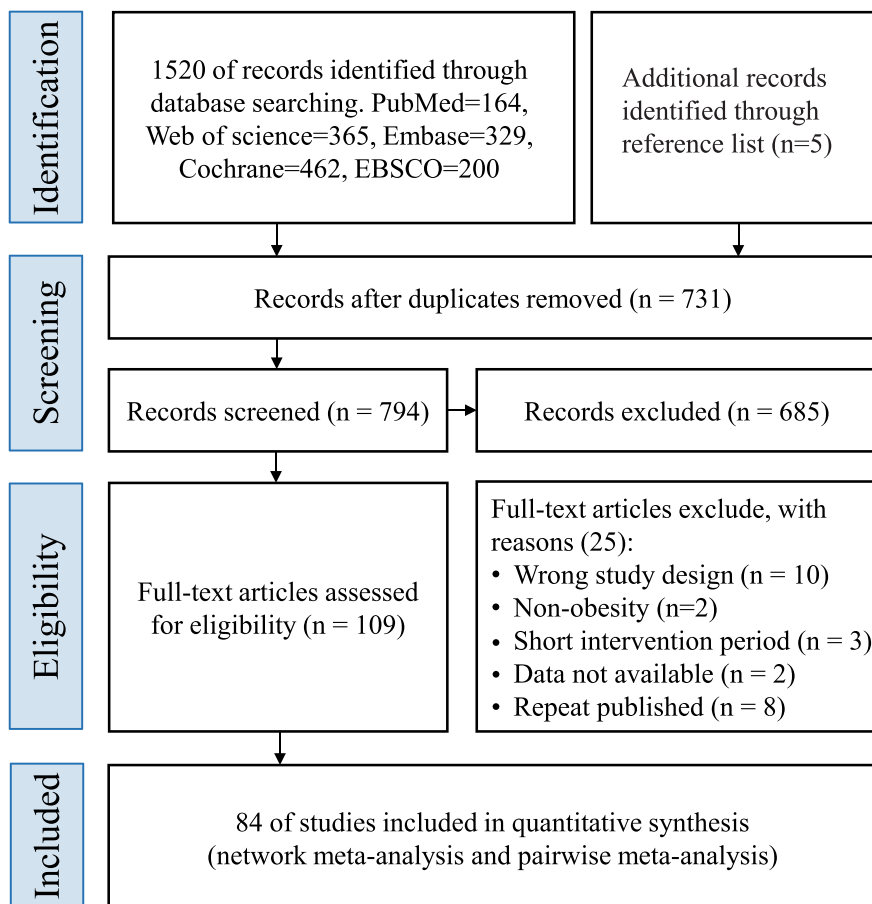 Identification
1520 of records identified through
database searching. PubMed=164,
Web of science=365, Embase=329,
Cochrane=462, EBSCO=200
Additional records
identified through
reference list (n=5)
Screening
Records after duplicates removed (n = 731)
Records screened (n = 794)
Records excluded (n = 685)
Eligibility
Full-text articles assessed
for eligibility (n = 109)
Full-text articles exclude, with
reasons (25):
• Wrong study design (n = 10)
• Non-obesity (n=2)
• Short intervention period (n = 3)
• Data not available (n = 2)
• Repeat published (n = 8)
Included
84 of studies included in quantitative synthesis
(network meta-analysis and pairwise meta-analysis)